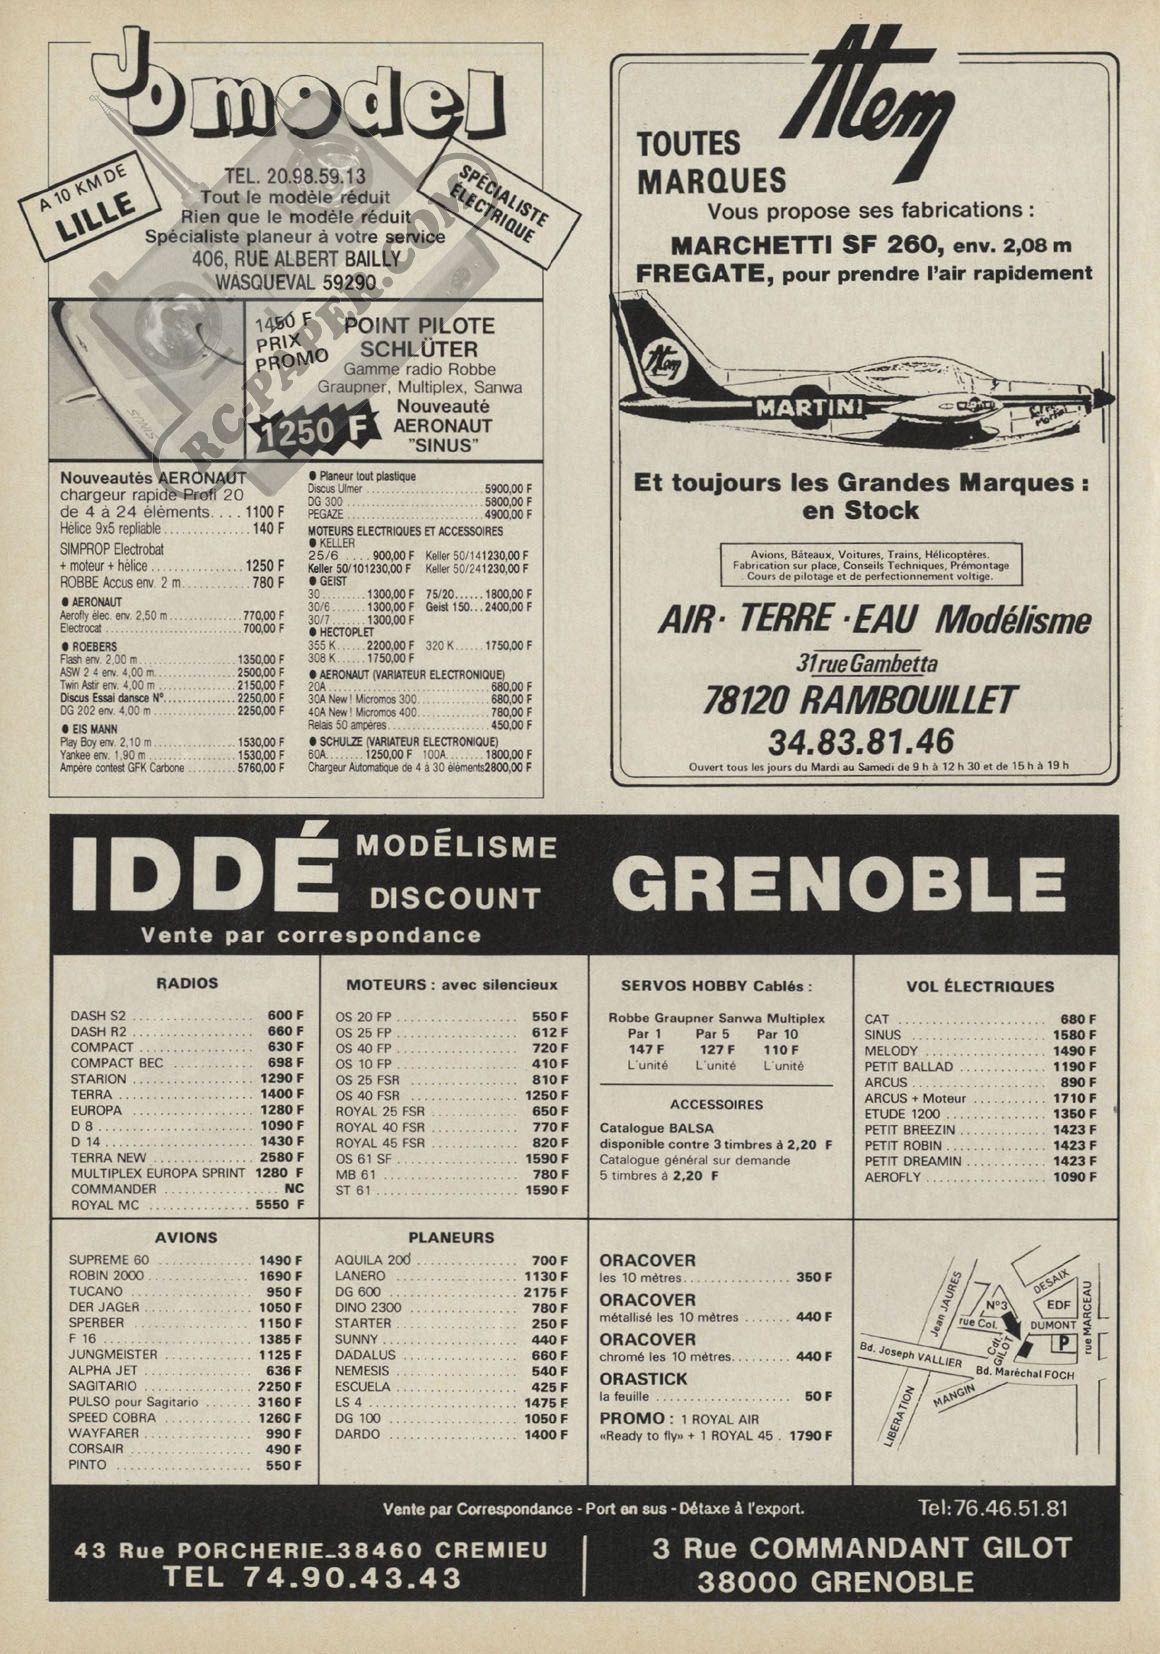 Jomodel
A 10 KM DE
LILLE
SPÉCIALISTE
ÉLECTRIQUE
TEL. 20.98.59.13
Tout le modèle réduit
Rien que le modèle réduit
Spécialiste planeur à votre service
406, RUE ALBERT BAILLY
WASQUEVAL 59290
RC-PAPER.COM
1450 F
PRIX
PROMO
1250 F
SINUS
POINT PILOTE
SCHLÜTER
Gamme radio Robbe
Graupner, Multiplex, Sanwa
Nouveauté
AERONAUT
"SINUS"
Nouveautés AERONAUT
chargeur rapide Profi 20
de 4 à 24 éléments. . . . 1100 F
Hélice 9x5 repliable . . . . 140 F
SIMPROP Electrobat
+ moteur + hélice . . . . 1250 F
ROBBE Accus env. 2 m . . . . 780 F
● AERONAUT
Aerofly élec. env. 2,50 m . . . . 770,00 F
Electrocat . . . . 700,00 F
● ROEBERS
Flash env. 2,00 m . . . . 1350,00 F
ASW 2 4 env. 4,00 m . . . . 2500,00 F
Twin Astir env. 4,00 m . . . . 2150,00 F
Discus Essai dansce N°. . . . 2250,00 F
DG 202 env. 4,00 m . . . . 2250,00 F
● EIS MANN
Play Boy env. 2,10 m . . . . 1530,00 F
Yankee env. 1,90 m . . . . 1530,00 F
Ampère contest GFK Carbone . . . . 5760,00 F
● Planeur tout plastique
Discus Ulmer . . . . 5900,00 F
DG 300 . . . . 5800,00 F
PEGAZE . . . . 4900,00 F
MOTEURS ELECTRIQUES ET ACCESSOIRES
● KELLER
25/6 . . . . 900,00 F Keller 50/141230,00 F
Keller 50/101230,00 F Keller 50/241230,00 F
● GEIST
30 . . . . 1300,00 F 75/20. . . . 1800,00 F
30/6 . . . . 1300,00 F Geist 150. . . 2400,00 F
30/7 . . . . 1300,00 F
● HECTOPLET
355 K . . . . 2200,00 F 320 K . . . . 1750,00 F
308 K . . . . 1750,00 F
● AERONAUT (VARIATEUR ELECTRONIQUE)
20A . . . . 680,00 F
30A New ! Micromos 300 . . . . 680,00 F
40A New ! Micromos 400 . . . . 780,00 F
Relais 50 ampères . . . . 450,00 F
● SCHULZE (VARIATEUR ELECTRONIQUE)
60A . . . . 1250,00 F 100A . . . . 1800,00 F
Chargeur Automatique de 4 à 30 éléments2800,00 F
Atem
TOUTES
MARQUES
Vous propose ses fabrications :
MARCHETTI SF 260, env. 2,08 m
FREGATE, pour prendre l'air rapidement
Atem
MARTINI
Et toujours les Grandes Marques :
en Stock
Avions, Bâteaux, Voitures, Trains, Hélicoptères.
Fabrication sur place, Conseils Techniques, Prémontage
Cours de pilotage et de perfectionnement voltige.
AIR · TERRE · EAU Modélisme
31 rue Gambetta
78120 RAMBOUILLET
34.83.81.46
Ouvert tous les jours du Mardi au Samedi de 9 h à 12 h 30 et de 15 h à 19 h
IDDÉ MODÉLISME
DISCOUNT
GRENOBLE
Vente par correspondance
RADIOS
DASH S2 . . . . 600 F
DASH R2 . . . . 660 F
COMPACT . . . . 630 F
COMPACT BEC . . . . 698 F
STARION . . . . 1290 F
TERRA . . . . 1400 F
EUROPA . . . . 1280 F
D 8 . . . . 1090 F
D 14 . . . . 1430 F
TERRA NEW . . . . 2580 F
MULTIPLEX EUROPA SPRINT 1280 F
COMMANDER . . . . NC
ROYAL MC . . . . 5550 F
MOTEURS : avec silencieux
OS 20 FP . . . . 550 F
OS 25 FP . . . . 612 F
OS 40 FP . . . . 720 F
OS 10 FP . . . . 410 F
OS 25 FSR . . . . 810 F
OS 40 FSR . . . . 1250 F
ROYAL 25 FSR . . . . 650 F
ROYAL 40 FSR . . . . 770 F
ROYAL 45 FSR . . . . 820 F
OS 61 SF . . . . 1590 F
MB 61 . . . . 780 F
ST 61 . . . . 1590 F
SERVOS HOBBY Cablés :
Robbe Graupner Sanwa Multiplex
Par 1 Par 5 Par 10
147 F 127 F 110 F
L'unité L'unité L'unité
ACCESSOIRES
Catalogue BALSA
disponible contre 3 timbres à 2,20 F
Catalogue général sur demande
5 timbres à 2,20 F
VOL ÉLECTRIQUES
CAT . . . . 680 F
SINUS . . . . 1580 F
MELODY . . . . 1490 F
PETIT BALLAD . . . . 1190 F
ARCUS . . . . 890 F
ARCUS + Moteur . . . . 1710 F
ETUDE 1200 . . . . 1350 F
PETIT BREEZIN . . . . 1423 F
PETIT ROBIN . . . . 1423 F
PETIT DREAMIN . . . . 1423 F
AEROFLY . . . . 1090 F
AVIONS
SUPREME 60 . . . . 1490 F
ROBIN 2000 . . . . 1690 F
TUCANO . . . . 950 F
DER JAGER . . . . 1050 F
SPERBER . . . . 1150 F
F 16 . . . . 1385 F
JUNGMEISTER . . . . 1125 F
ALPHA JET . . . . 636 F
SAGITARIO . . . . 2250 F
PULSO pour Sagitario . . . . 3160 F
SPEED COBRA . . . . 1260 F
WAYFARER . . . . 990 F
CORSAIR . . . . 490 F
PINTO . . . . 550 F
PLANEURS
AQUILA 200 . . . . 700 F
LANERO . . . . 1130 F
DG 600 . . . . 2175 F
DINO 2300 . . . . 780 F
STARTER . . . . 250 F
SUNNY . . . . 440 F
DADALUS . . . . 660 F
NEMESIS . . . . 540 F
ESCUELA . . . . 425 F
LS 4 . . . . 1475 F
DG 100 . . . . 1050 F
DARDO . . . . 1400 F
ORACOVER
les 10 mètres . . . . 350 F
ORACOVER
métallisé les 10 mètres . . . . 440 F
ORACOVER
chromé les 10 mètres . . . . 440 F
ORASTICK
la feuille . . . . 50 F
PROMO : 1 ROYAL AIR
«Ready to fly» + 1 ROYAL 45 . 1790 F
Jean JAURES
DESAIX
N°3
EDF
rue Col.
DUMONT
rue MARCEAU
Cdt. GILOT
P
Bd. Joseph VALLIER
Bd. Maréchal FOCH
MANGIN
LIBERATION
Vente par Correspondance - Port en sus - Détaxe à l'export.
Tel: 76.46.51.81
43 Rue PORCHERIE_38460 CREMIEU
TEL 74.90.43.43
3 Rue COMMANDANT GILOT
38000 GRENOBLE